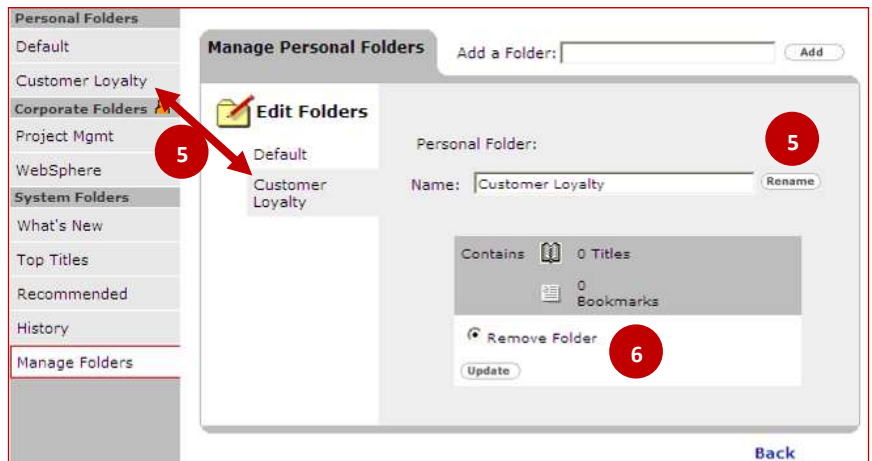 Personal Folders
Default
Customer Loyalty
Corporate Folders
Project Mgmt
WebSphere
System Folders
What's New
Top Titles
Recommended
History
Manage Folders
Manage Personal Folders
Add a Folder:
Add
Edit Folders
Default
Customer
Loyalty
5
Personal Folder:
5
Name: Customer Loyalty
Rename
Contains 0 Titles
0
Bookmarks
Remove Folder
6
Update
Back